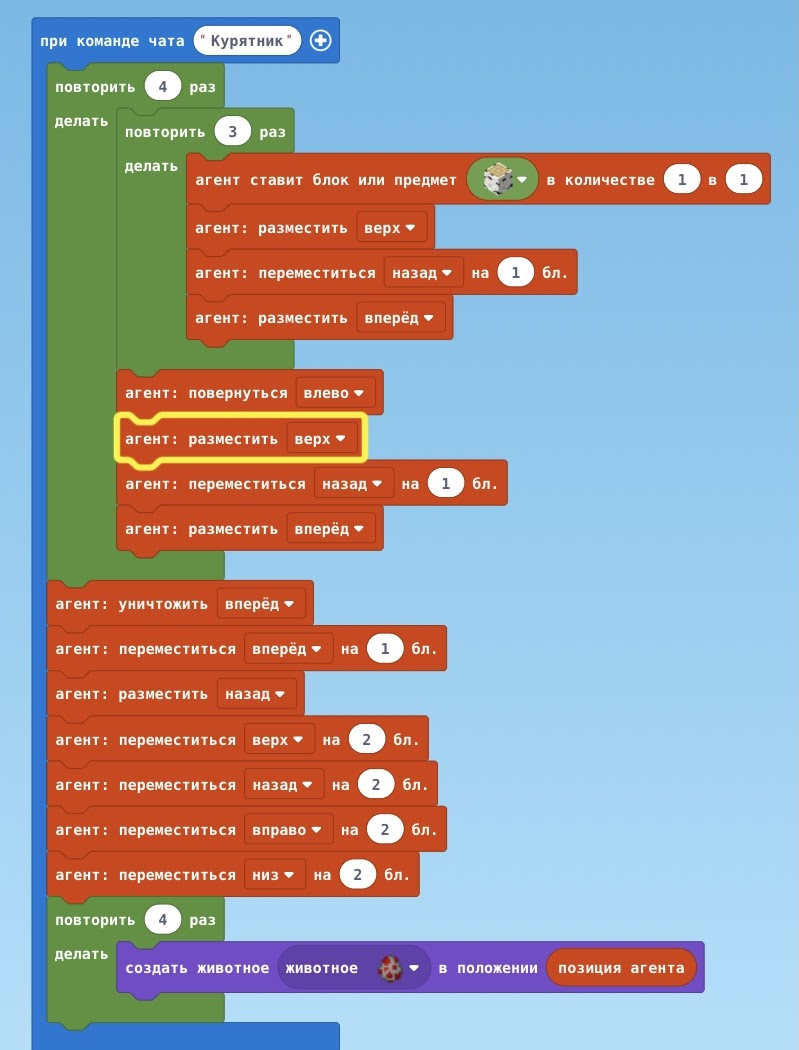 при команде чата "Курятник"
повторить 4 раз
делать
повторить 3 раз
делать
агент ставит блок или предмет в количестве 1 в 1
агент: разместить верх
агент: переместиться назад на 1 бл.
агент: разместить вперёд
агент: повернуться влево
агент: разместить верх
агент: переместиться назад на 1 бл.
агент: разместить вперёд
агент: уничтожить вперёд
агент: переместиться вперёд на 1 бл.
агент: разместить назад
агент: переместиться верх на 2 бл.
агент: переместиться назад на 2 бл.
агент: переместиться вправо на 2 бл.
агент: переместиться низ на 2 бл.
повторить 4 раз
делать
создать животное животное в положении позиция агента